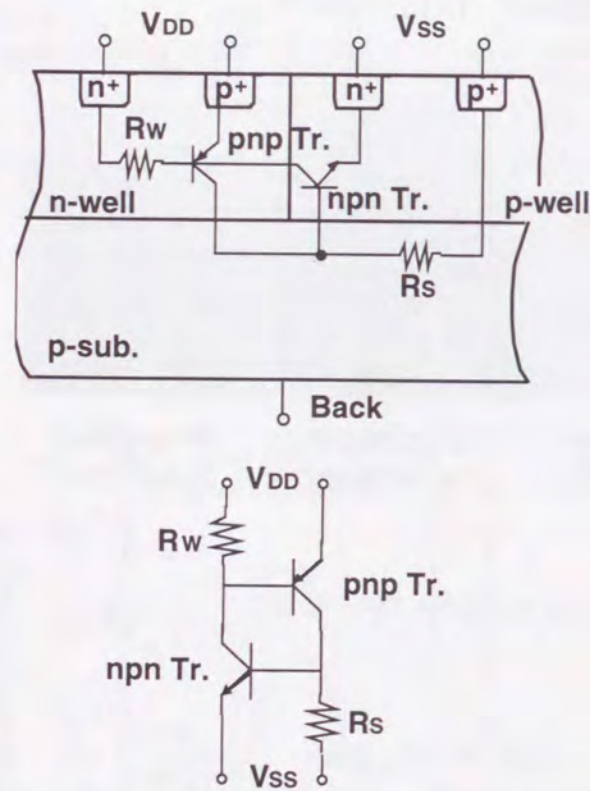 VDD VSS
n+ p+ n+ p+
RW
pnp Tr.
n-well npn Tr. p-well
RS
p-sub.
Back
VDD
RW
pnp Tr.
npn Tr.
RS
VSS